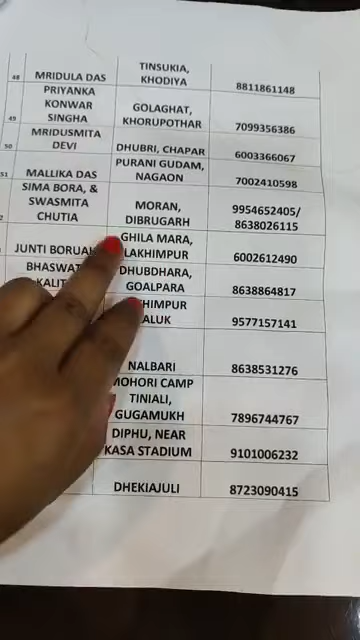 TINSUKIA,
48 MRIDULA DAS KHODIYA 8811861148
PRIYANKA
KONWAR GOLAGHAT,
49 SINGHA KHORUPOTHAR 7099356386
MRIDUSMITA
50 DEVI DHUBRI, CHAPAR 6003366067
PURANI GUDAM,
51 MALLIKA DAS NAGAON 7002410598
SIMA BORA, &
SWASMITA MORAN, 9954652405/
CHUTIA DIBRUGARH 8638026115
GHILA MARA,
JUNTI BORUAH LAKHIMPUR 6002612490
DHUBDHARA,
GOALPARA 8638864817
9577157141
NALBARI 8638531276
MOHORI CAMP
TINIALI,
GUGAMUKH 7896744767
DIPHU, NEAR
KASA STADIUM 9101006232
DHEKIAJULI 8723090415